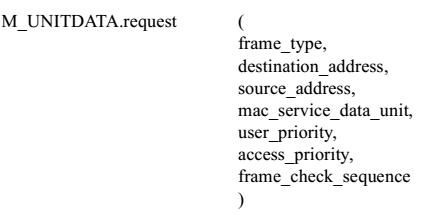 M_UNITDATA.request (
frame_type,
destination_address,
source_address,
mac_service_data_unit,
user_priority,
access_priority,
frame_check_sequence
)